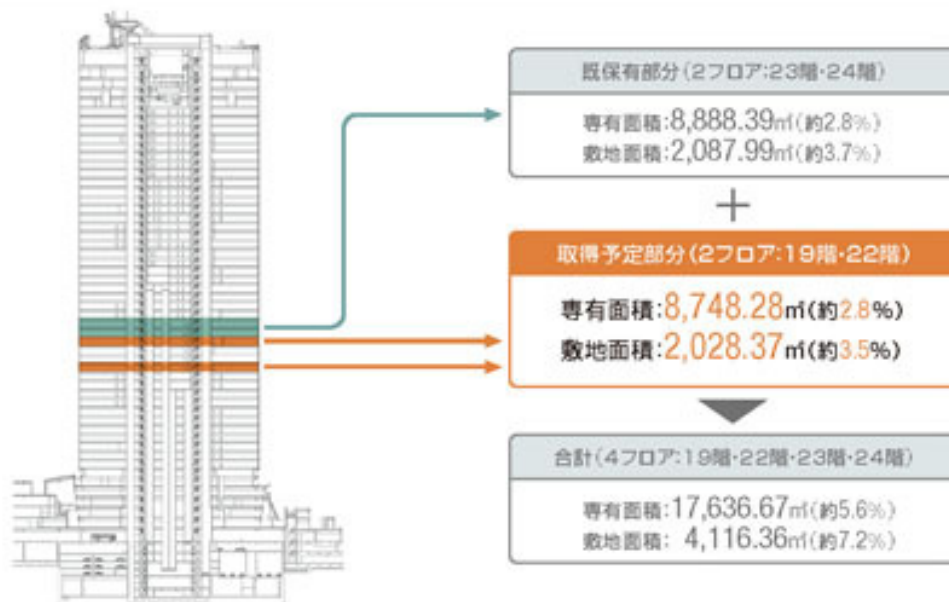 既保有部分(2フロア:23階・24階)
専有面積:8,888.39㎡(約2.8%)
敷地面積:2,087.99㎡(約3.7%)
+
取得予定部分(2フロア:19階・22階)
専有面積:8,748.28㎡(約2.8%)
敷地面積:2,028.37㎡(約3.5%)
合計(4フロア:19階・22階・23階・24階)
専有面積:17,636.67㎡(約5.6%)
敷地面積: 4,116.36㎡(約7.2%)